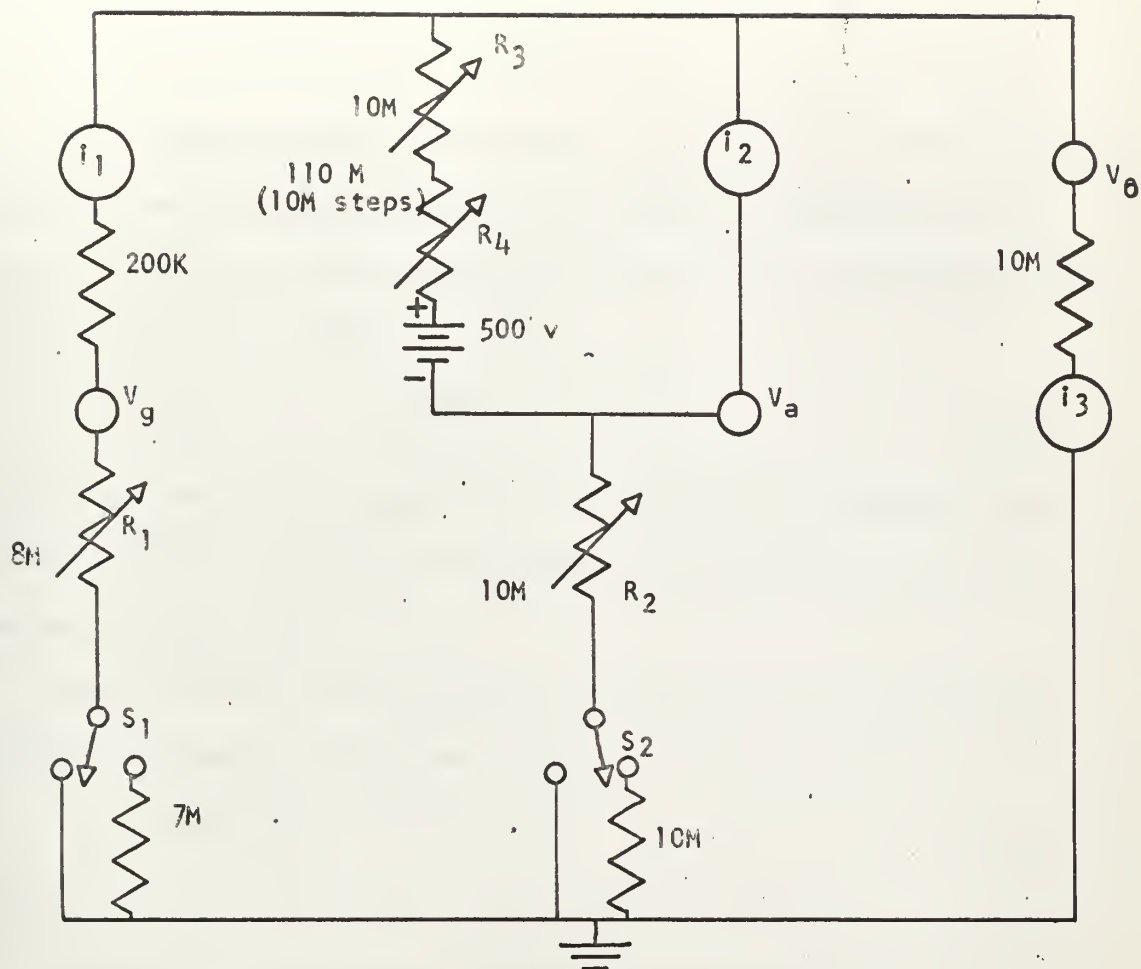 R3
10M
i1
i2
110 M
(10M steps)
Vθ
R4
200K
10M
+
500 v
-
Vg
Va
i3
R1
8M
10M
R2
S1
S2
7M
10M